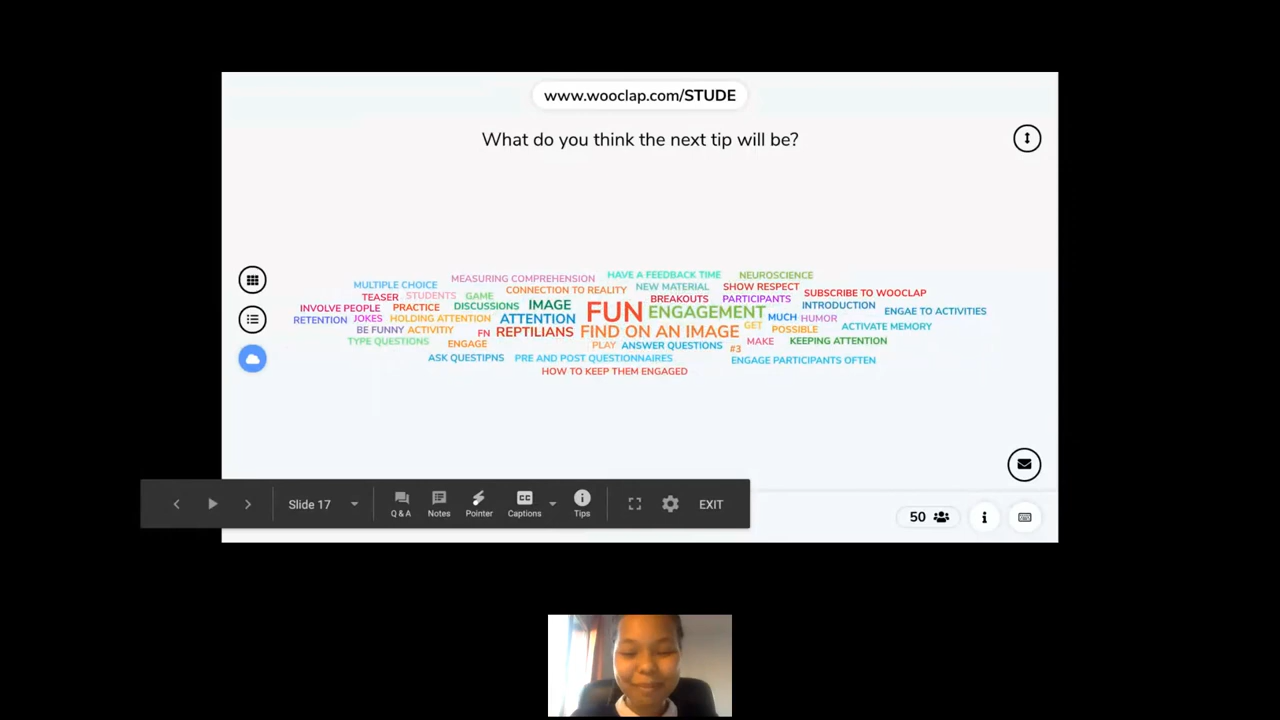 www.wooclap.com/STUDE
What do you think the next tip will be?
MEASURING COMPREHENSION HAVE A FEEDBACK TIME NEUROSCIENCE
MULTIPLE CHOICE CONNECTION TO REALITY NEW MATERIAL SHOW RESPECT
TEASER STUDENTS GAME BREAKOUTS PARTICIPANTS SUBSCRIBE TO WOOCLAP
INVOLVE PEOPLE PRACTICE DISCUSSIONS IMAGE FUN ENGAGEMENT INTRODUCTION ENGAE TO ACTIVITIES
RETENTION JOKES HOLDING ATTENTION ATTENTION MUCH HUMOR
BE FUNNY ACTIVITIY FN REPTILIANS FIND ON AN IMAGE GET POSSIBLE ACTIVATE MEMORY
TYPE QUESTIONS ENGAGE PLAY ANSWER QUESTIONS #3 MAKE KEEPING ATTENTION
ASK QUESTIPNS PRE AND POST QUESTIONNAIRES ENGAGE PARTICIPANTS OFTEN
HOW TO KEEP THEM ENGAGED
Slide 17 Q & A Notes Pointer CC Captions Tips EXIT
50